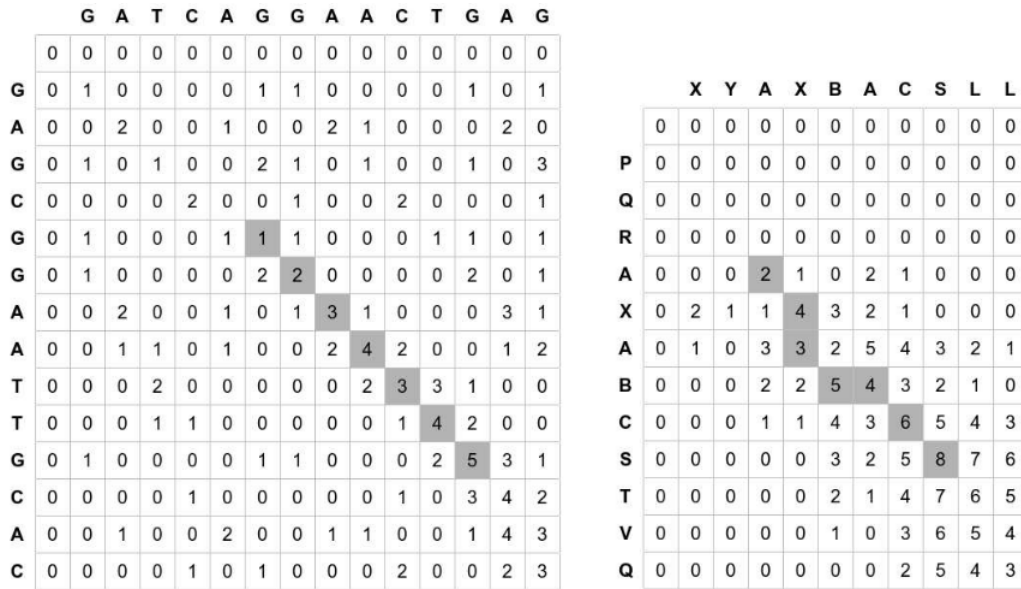 G A T C A G G A A C T G A G
0 0 0 0 0 0 0 0 0 0 0 0 0 0 0
G 0 1 0 0 0 0 1 1 0 0 0 0 1 0 1
A 0 0 2 0 0 1 0 0 2 1 0 0 0 2 0
G 0 1 0 1 0 0 2 1 0 1 0 0 1 0 3
C 0 0 0 0 2 0 0 1 0 0 2 0 0 0 1
G 0 1 0 0 0 1 1 1 0 0 0 1 1 0 1
G 0 1 0 0 0 0 2 2 0 0 0 0 2 0 1
A 0 0 2 0 0 1 0 1 3 1 0 0 0 3 1
A 0 0 1 1 0 1 0 0 2 4 2 0 0 1 2
T 0 0 0 2 0 0 0 0 0 2 3 3 1 0 0
T 0 0 0 1 1 0 0 0 0 0 1 4 2 0 0
G 0 1 0 0 0 0 1 1 0 0 0 2 5 3 1
C 0 0 0 0 1 0 0 0 0 0 1 0 3 4 2
A 0 0 1 0 0 2 0 0 1 1 0 0 1 4 3
C 0 0 0 0 1 0 1 0 0 0 2 0 0 2 3
X Y A X B A C S L L
0 0 0 0 0 0 0 0 0 0 0
P 0 0 0 0 0 0 0 0 0 0 0
Q 0 0 0 0 0 0 0 0 0 0 0
R 0 0 0 0 0 0 0 0 0 0 0
A 0 0 0 2 1 0 2 1 0 0 0
X 0 2 1 1 4 3 2 1 0 0 0
A 0 1 0 3 3 2 5 4 3 2 1
B 0 0 0 2 2 5 4 3 2 1 0
C 0 0 0 1 1 4 3 6 5 4 3
S 0 0 0 0 0 3 2 5 8 7 6
T 0 0 0 0 0 2 1 4 7 6 5
V 0 0 0 0 0 1 0 3 6 5 4
Q 0 0 0 0 0 0 0 2 5 4 3